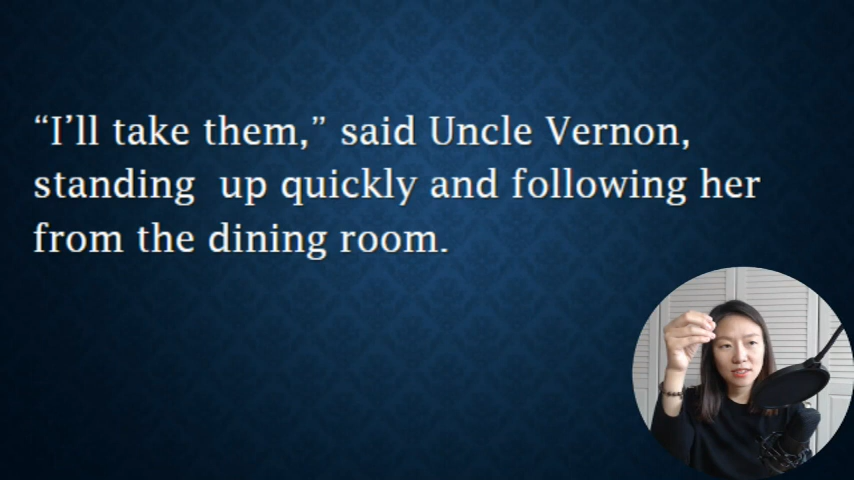 “I’ll take them,” said Uncle Vernon,
standing  up quickly and following her
from the dining room.